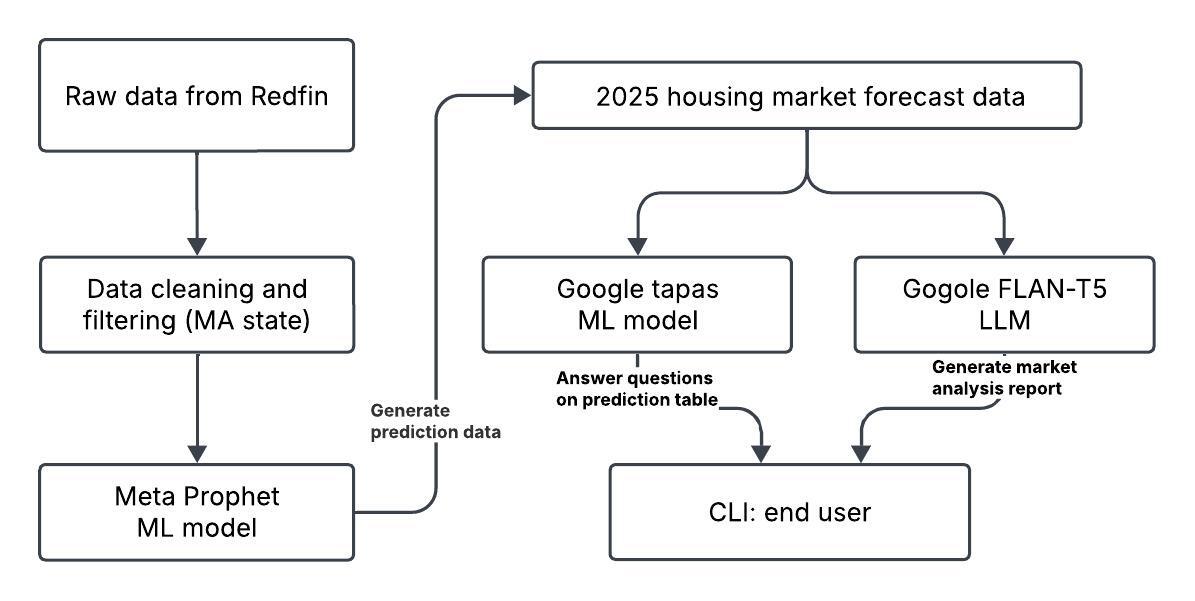 Raw data from Redfin
Data cleaning and
filtering (MA state)
Meta Prophet
ML model
Generate
prediction data
2025 housing market forecast data
Google tapas
ML model
Answer questions
on prediction table
Gogole FLAN-T5
LLM
Generate market
analysis report
CLI: end user